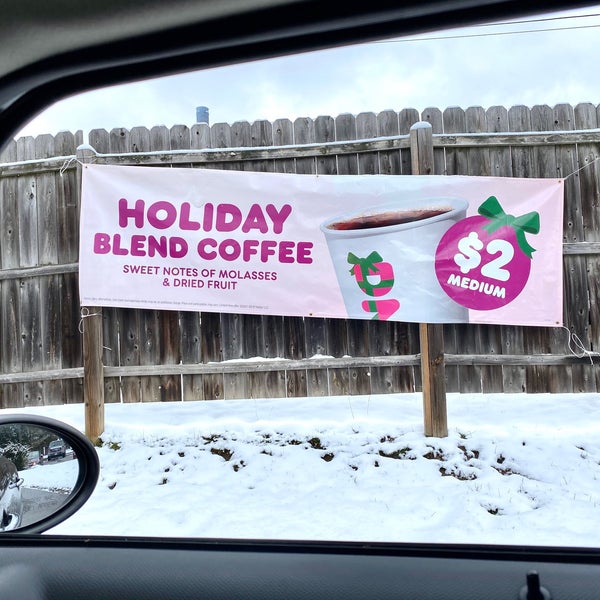 HOLIDAY
BLEND COFFEE
SWEET NOTES OF MOLASSES
& DRIED FRUIT
$2
MEDIUM